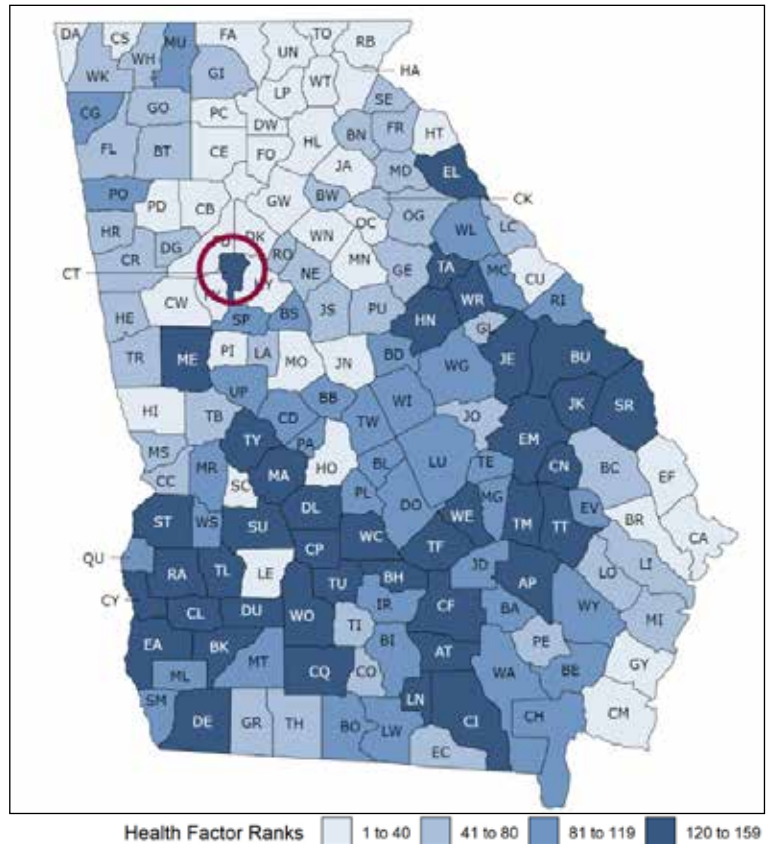 DA CS MU FA UN TO RB
WK WH GI HA
LP WT
CG GO PC DW SE
BN FR HT
FL BT CE FO HL JA MD EL
PO PD CB GW BW CK
OG
HR DG DK OC WL LC
CR RO WN
CT NE MN GE TA MC CU
CW WR RI
HE SP BS JS PU HN GL
TR ME PI LA MO JN BD WG JE BU
HI UP BB WI JK SR
TB CD TW JO
MS TY PA EM
CC MR MA HO BL LU TE CN BC EF
SC PL MG
ST WS SU DL DO WE TM TT EV BR CA
QU CP WC TF LO LI
RA TL LE TU BH JD AP
CY CL DU WO IR CF BA WY MI
EA BK TI BI AT PE
ML MT CQ CO WA BE GY
SM DE GR TH BO LW LN CI CH CM
EC
Health Factor Ranks 1 to 40 41 to 80 81 to 119 120 to 159